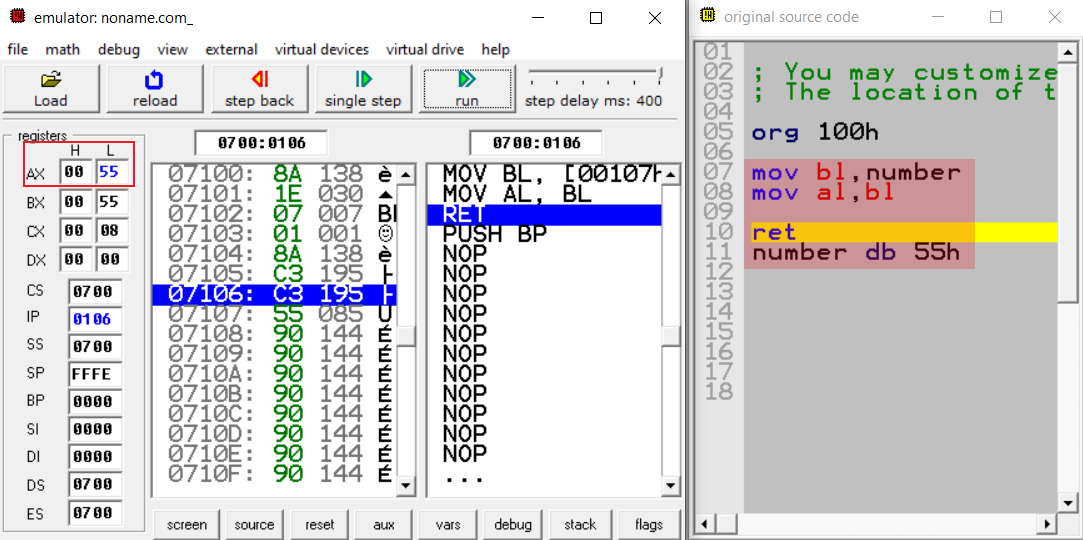 emulator: noname.com_
file math debug view external virtual devices virtual drive help
Load reload step back single step run step delay ms: 400
registers
H L
AX 00 55
BX 00 55
CX 00 08
DX 00 00
CS 0700
IP 0106
SS 0700
SP FFFE
BP 0000
SI 0000
DI 0000
DS 0700
ES 0700
0700:0106 0700:0106
07100: 8A 138 è
07101: 1E 030 ▲
07102: 07 007 BE
07103: 01 001 ☺
07104: 8A 138 è
07105: C3 195 ├
07106: C3 195 ├
07107: 55 085 U
07108: 90 144 É
07109: 90 144 É
0710A: 90 144 É
0710B: 90 144 É
0710C: 90 144 É
0710D: 90 144 É
0710E: 90 144 É
0710F: 90 144 É
MOV BL, [00107h
MOV AL, BL
RET
PUSH BP
NOP
NOP
NOP
NOP
NOP
NOP
NOP
NOP
NOP
NOP
NOP
...
screen source reset aux vars debug stack flags
original source code
01
02 ; You may customize
03 ; The location of t
04
05 org 100h
06
07 mov bl,number
08 mov al,bl
09
10 ret
11 number db 55h
12
13
14
15
16
17
18